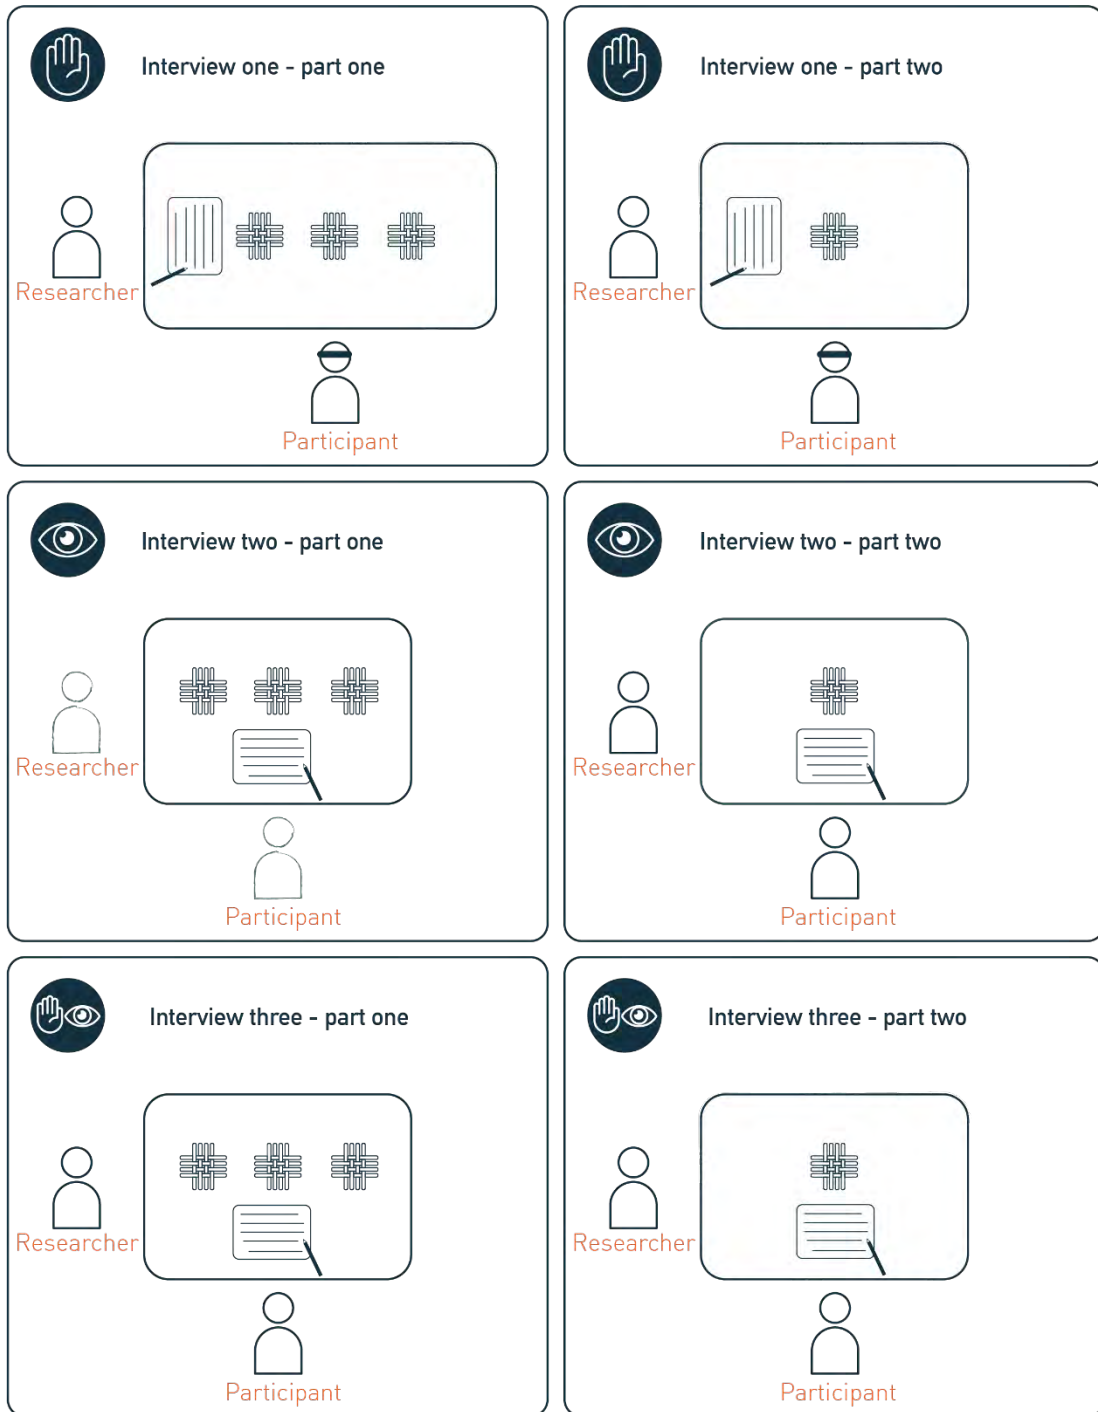 Interview one - part one
Researcher
Participant
Interview one - part two
Researcher
Participant
Interview two - part one
Researcher
Participant
Interview two - part two
Researcher
Participant
Interview three - part one
Researcher
Participant
Interview three - part two
Researcher
Participant